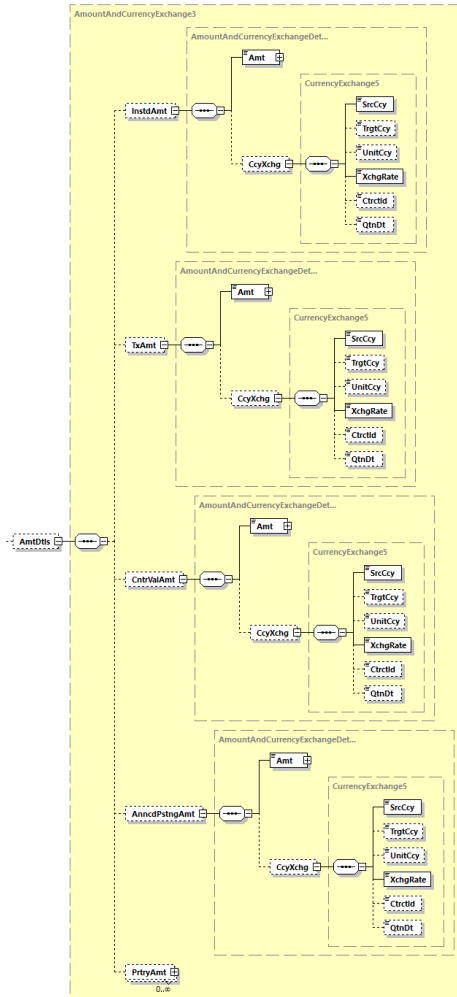 AmountAndCurrencyExchange3
AmountAndCurrencyExchangeDet...
Amt
InstdAmt
CurrencyExchange5
SrcCcy
TrgtCcy
UnitCcy
CcyXchg
XchgRate
CtrctId
QtnDt
AmountAndCurrencyExchangeDet...
Amt
TxAmt
CurrencyExchange5
SrcCcy
TrgtCcy
UnitCcy
CcyXchg
XchgRate
CtrctId
QtnDt
AmtDtls
AmountAndCurrencyExchangeDet...
Amt
CntrValAmt
CurrencyExchange5
SrcCcy
TrgtCcy
UnitCcy
CcyXchg
XchgRate
CtrctId
QtnDt
AmountAndCurrencyExchangeDet...
Amt
AnncdPstngAmt
CurrencyExchange5
SrcCcy
TrgtCcy
UnitCcy
CcyXchg
XchgRate
CtrctId
QtnDt
PrtryAmt
0..∞